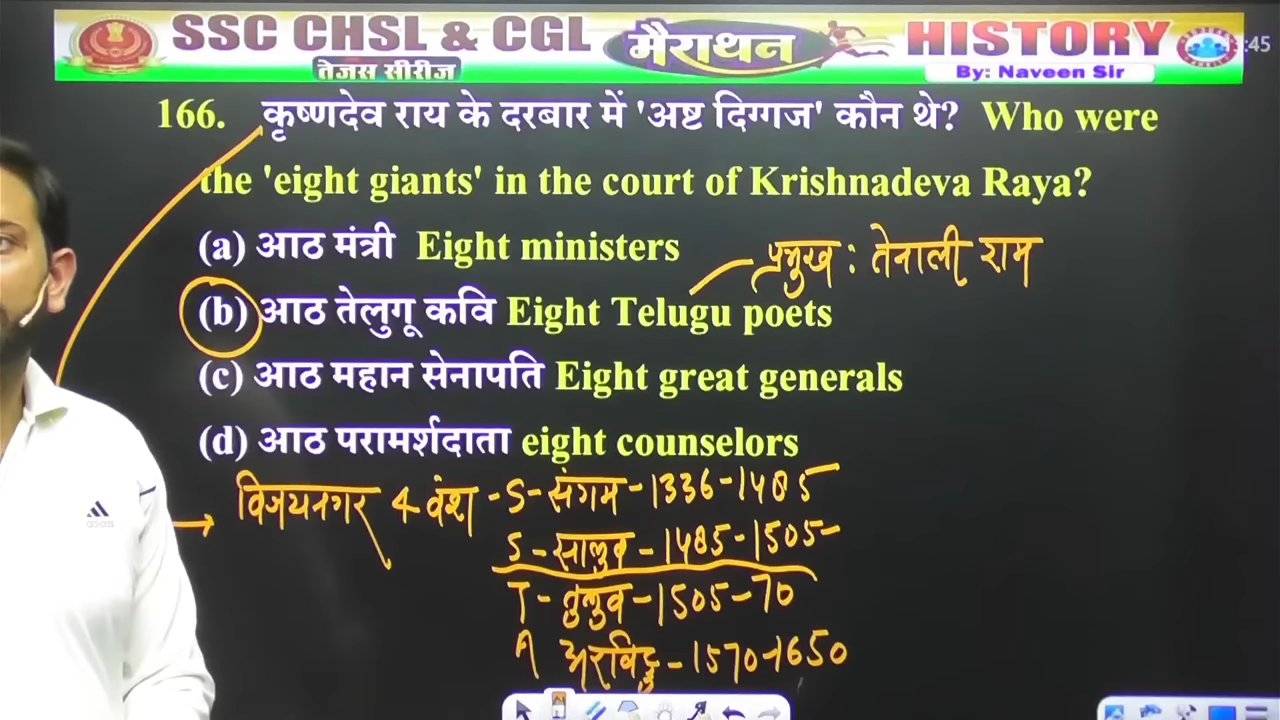 SSC CHSL & CGL मैराथन HISTORY
:45
तेजस सीरीज
By: Naveen Sir
166. कृष्णदेव राय के दरबार में 'अष्ट दिग्गज' कौन थे? Who were
the 'eight giants' in the court of Krishnadeva Raya?
(a) आठ मंत्री Eight ministers
प्रमुख : तेनाली राम
(b) आठ तेलुगू कवि Eight Telugu poets
(c) आठ महान सेनापति Eight great generals
(d) आठ परामर्शदाता eight counselors
विजयनगर 4 वंश - S - संगम - 1336-1485
S - सालुव - 1485-1505
T - तुलुव - 1505-70
A अरविदु - 1570-1650
adidas